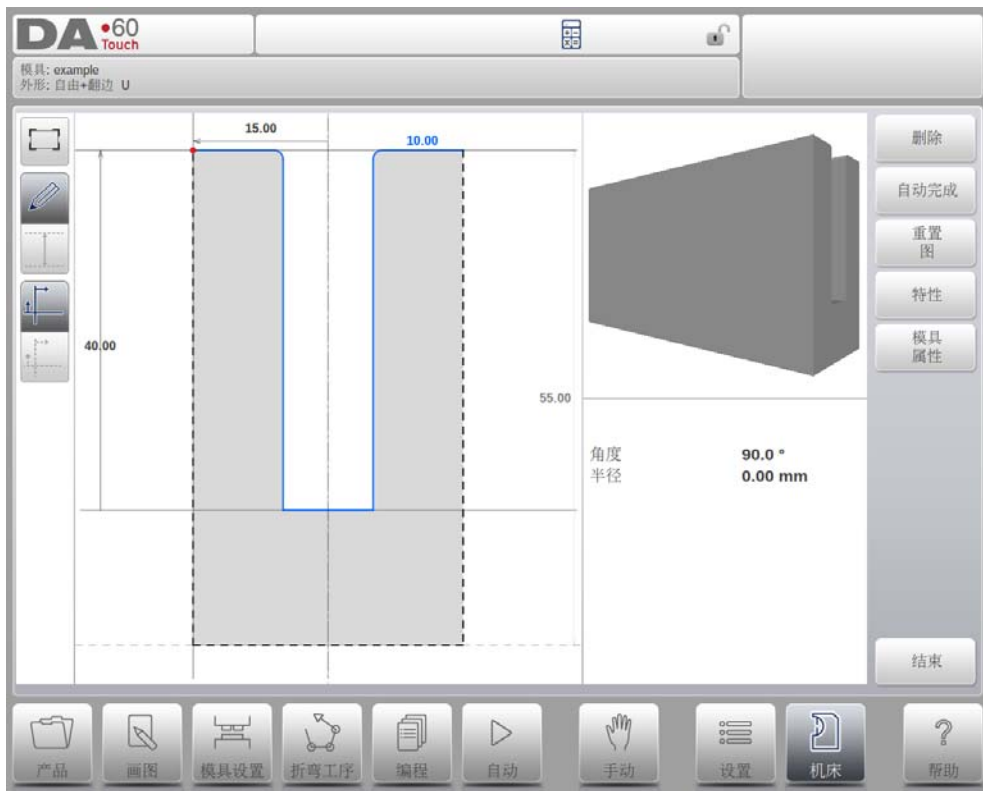 DA•60
Touch
模具: example
外形: 自由+翻边 U
15.00
10.00
40.00
55.00
角度 90.0 °
半径 0.00 mm
删除
自动完成
重置
图
特性
模具
属性
结束
产品
画图
模具设置
折弯工序
编程
自动
手动
设置
机床
帮助